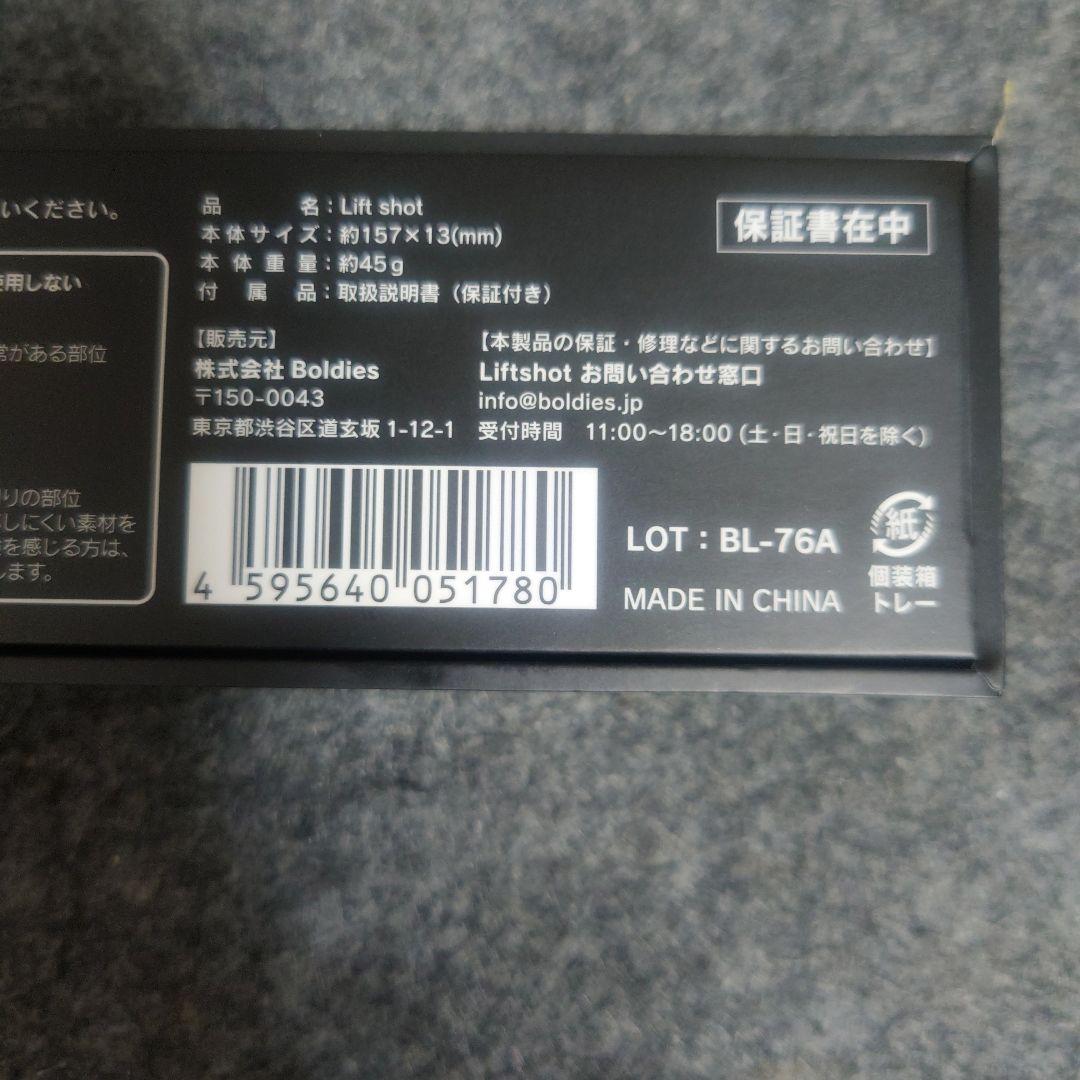 いください。
使用しない
常がある部位
りの部位
しにくい素材を
を感じる方は、
します。
品名：Lift shot
本体サイズ：約157×13(mm)
本体重量：約45g
付属品：取扱説明書（保証付き）
保証書在中
【販売元】
株式会社 Boldies
〒150-0043
東京都渋谷区道玄坂 1-12-1
【本製品の保証・修理などに関するお問い合わせ】
Liftshot お問い合わせ窓口
info@boldies.jp
受付時間 11:00〜18:00 (土・日・祝日を除く)
4 595640 051780
LOT：BL-76A
MADE IN CHINA
紙
個装箱
トレー